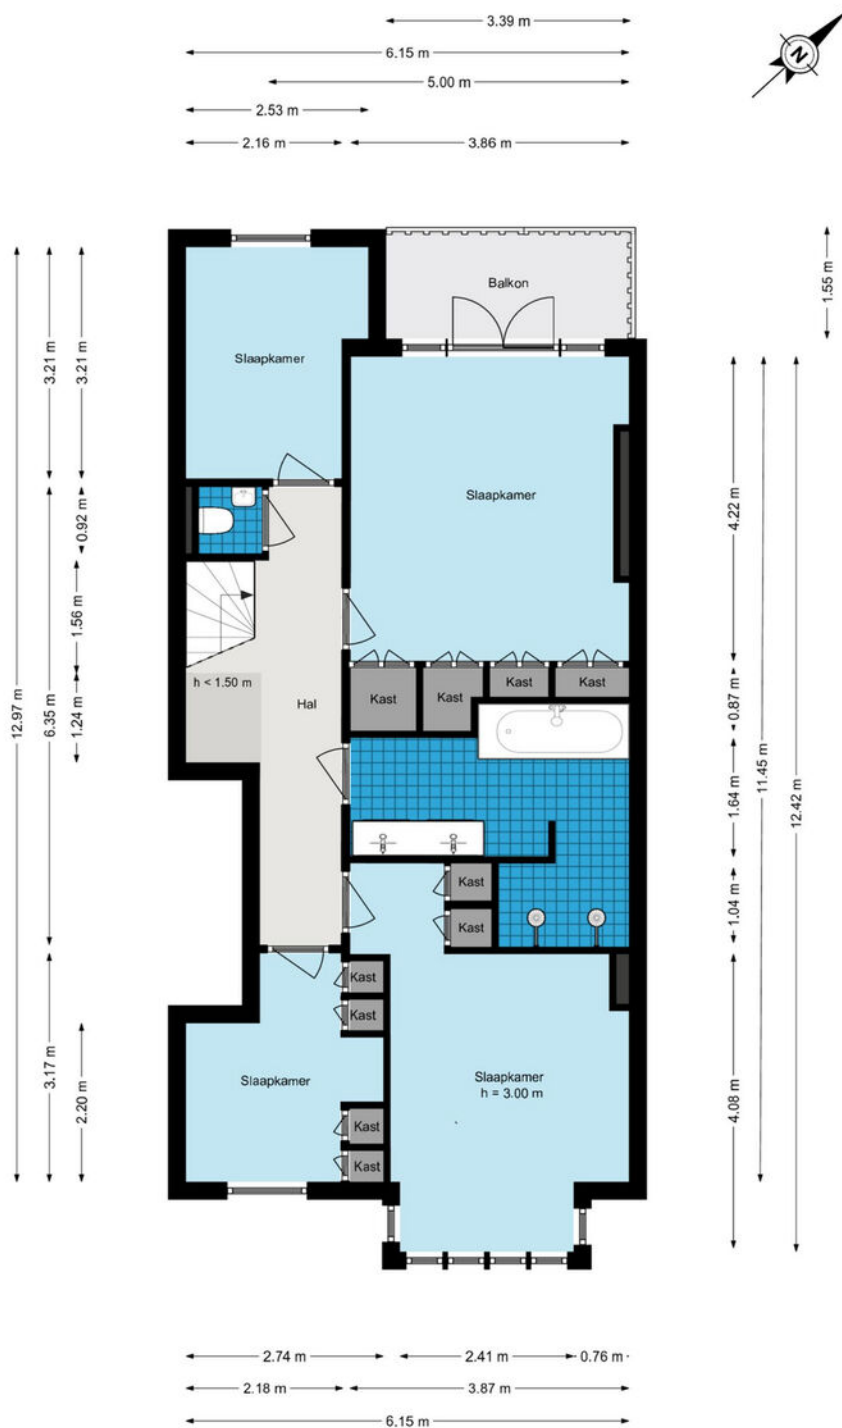 3.39 m
6.15 m
5.00 m
2.53 m
2.16 m
3.86 m
N
Balkon
1.55 m
Slaapkamer
3.21 m
3.21 m
Slaapkamer
4.22 m
0.92 m
1.56 m
h < 1.50 m
Hal
Kast
Kast
Kast
Kast
12.97 m
6.35 m
1.24 m
0.87 m
1.64 m
11.45 m
12.42 m
Kast
Kast
1.04 m
Kast
Kast
3.17 m
2.20 m
Slaapkamer
Slaapkamer
h = 3.00 m
4.08 m
Kast
Kast
2.74 m
2.41 m
0.76 m
2.18 m
3.87 m
6.15 m